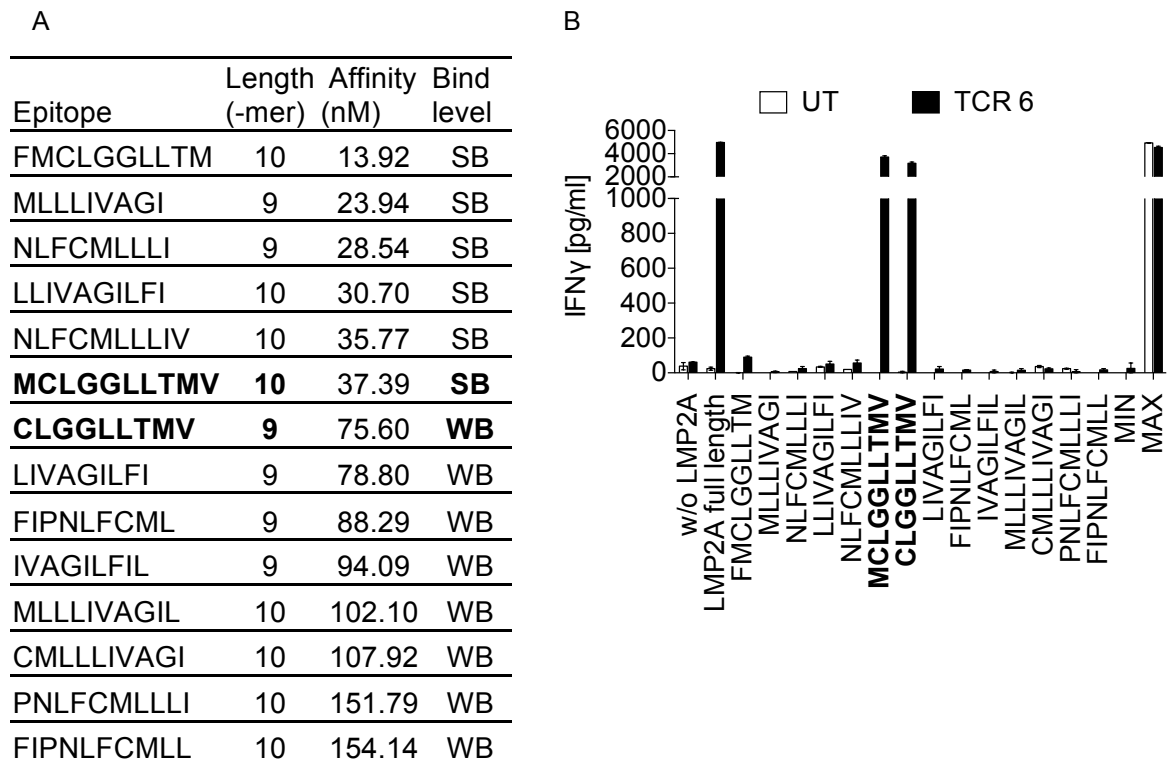 A
Length Affinity Bind
Epitope (-mer) (nM) level
FMCLGGLLTM 10 13.92 SB
MLLLIVAGI 9 23.94 SB
NLFCMLLLI 9 28.54 SB
LLIVAGILFI 10 30.70 SB
NLFCMLLLIV 10 35.77 SB
MCLGGLLTMV 10 37.39 SB
CLGGLLTMV 9 75.60 WB
LIVAGILFI 9 78.80 WB
FIPNLFCML 9 88.29 WB
IVAGILFIL 9 94.09 WB
MLLLIVAGIL 10 102.10 WB
CMLLLIVAGI 10 107.92 WB
PNLFCMLLLI 10 151.79 WB
FIPNLFCMLL 10 154.14 WB
B
UT TCR 6
IFNγ [pg/ml]
6000
4000
2000
1000
800
600
400
200
0
w/o LMP2A
LMP2A full length
FMCLGGLLTM
MLLLIVAGI
NLFCMLLLI
LLIVAGILFI
NLFCMLLLIV
MCLGGLLTMV
CLGGLLTMV
LIVAGILFI
FIPNLFCML
IVAGILFIL
MLLLIVAGIL
CMLLLIVAGI
PNLFCMLLLI
FIPNLFCMLL
MIN
MAX